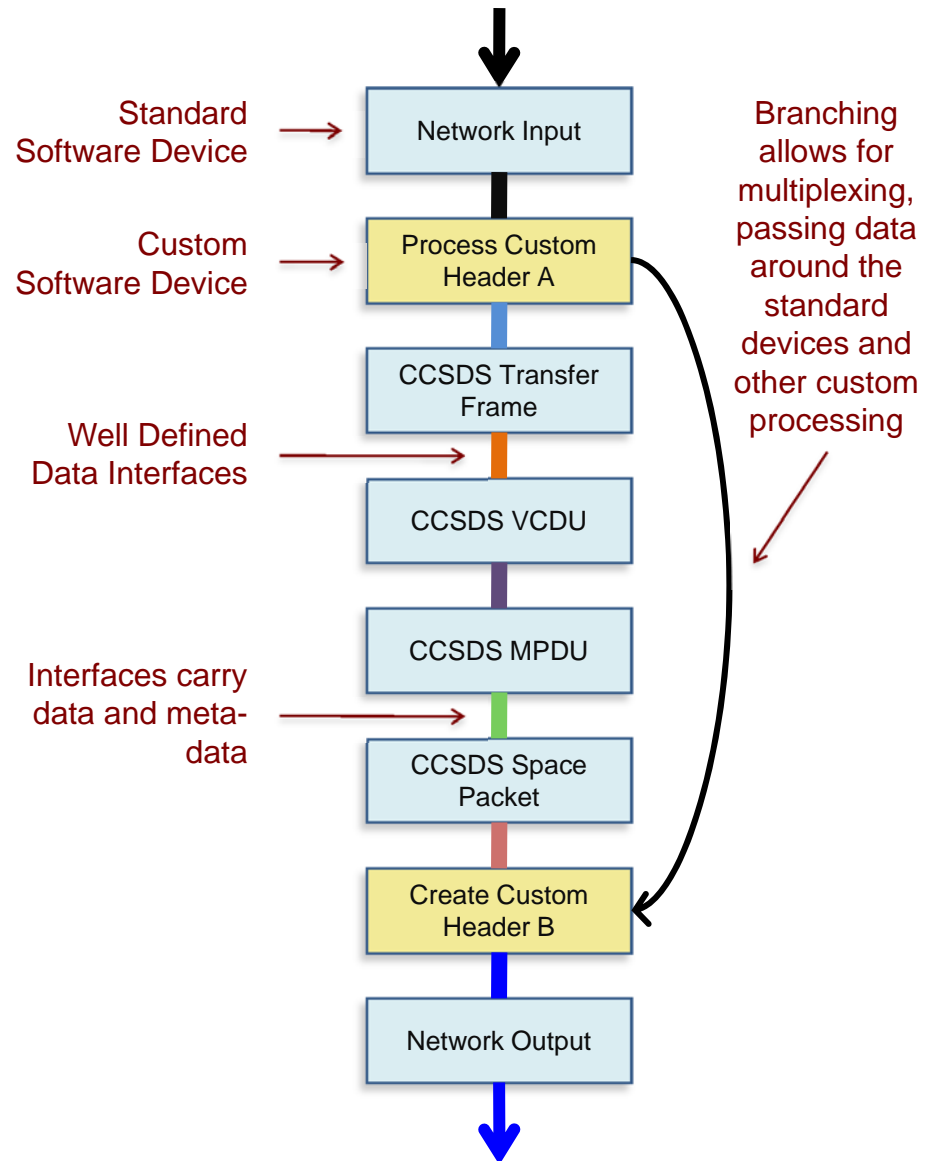 Standard
Software Device
Network Input
Custom
Software Device
Process Custom
Header A
Branching
allows for
multiplexing,
passing data
around the
standard
devices and
other custom
processing
CCSDS Transfer
Frame
Well Defined
Data Interfaces
CCSDS VCDU
CCSDS MPDU
Interfaces carry
data and meta-
data
CCSDS Space
Packet
Create Custom
Header B
Network Output